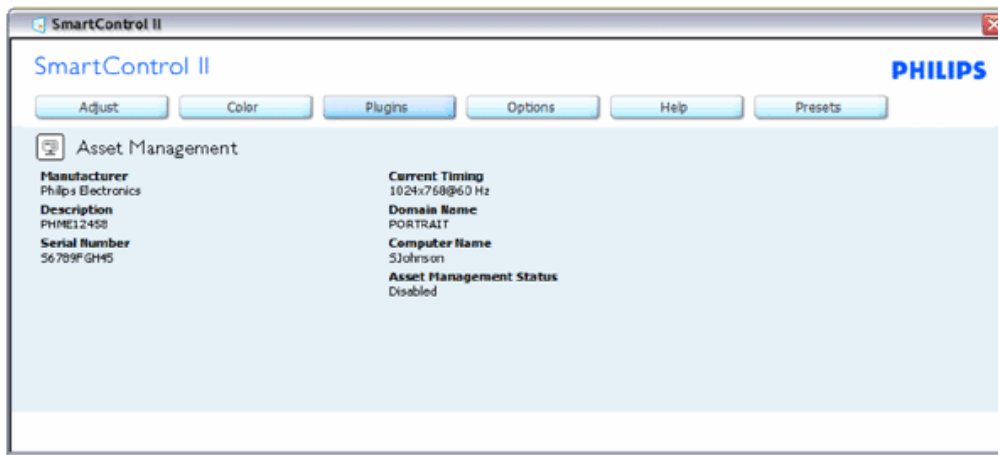 SmartControl II
SmartControl II
PHILIPS
Adjust Color Plugins Options Help Presets
Asset Management
Manufacturer
Philips Electronics
Description
PHME12458
Serial Number
56789FGH45
Current Timing
1024x768@60 Hz
Domain Name
PORTRAIT
Computer Name
SJohnson
Asset Management Status
Disabled